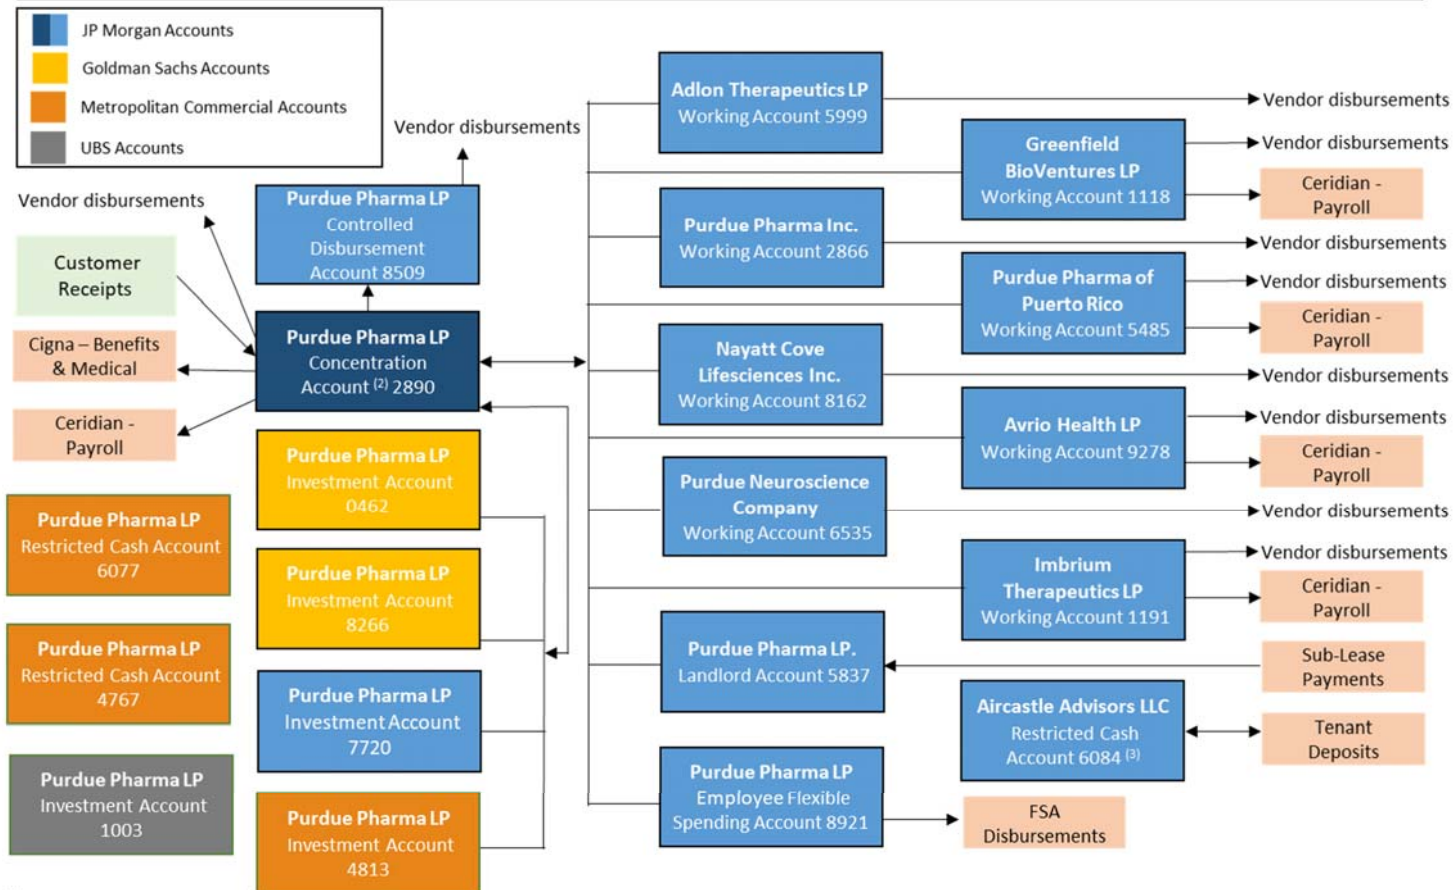 JP Morgan Accounts
Goldman Sachs Accounts
Metropolitan Commercial Accounts
UBS Accounts
Vendor disbursements
Vendor disbursements
Customer
Receipts
Cigna – Benefits
& Medical
Ceridian -
Payroll
Purdue Pharma LP
Restricted Cash Account
6077
Purdue Pharma LP
Restricted Cash Account
4767
Purdue Pharma LP
Investment Account
1003
Purdue Pharma LP
Controlled
Disbursement
Account 8509
Purdue Pharma LP
Concentration
Account (2) 2890
Purdue Pharma LP
Investment Account
0462
Purdue Pharma LP
Investment Account
8266
Purdue Pharma LP
Investment Account
7720
Purdue Pharma LP
Investment Account
4813
Adlon Therapeutics LP
Working Account 5999
Vendor disbursements
Greenfield
BioVentures LP
Working Account 1118
Vendor disbursements
Ceridian -
Payroll
Purdue Pharma Inc.
Working Account 2866
Vendor disbursements
Purdue Pharma of
Puerto Rico
Working Account 5485
Vendor disbursements
Ceridian -
Payroll
Nayatt Cove
Lifesciences Inc.
Working Account 8162
Vendor disbursements
Avrio Health LP
Working Account 9278
Vendor disbursements
Ceridian -
Payroll
Purdue Neuroscience
Company
Working Account 6535
Vendor disbursements
Imbrium
Therapeutics LP
Working Account 1191
Vendor disbursements
Ceridian -
Payroll
Purdue Pharma LP.
Landlord Account 5837
Sub-Lease
Payments
Aircastle Advisors LLC
Restricted Cash
Account 6084 (3)
Tenant
Deposits
Purdue Pharma LP
Employee Flexible
Spending Account 8921
FSA
Disbursements